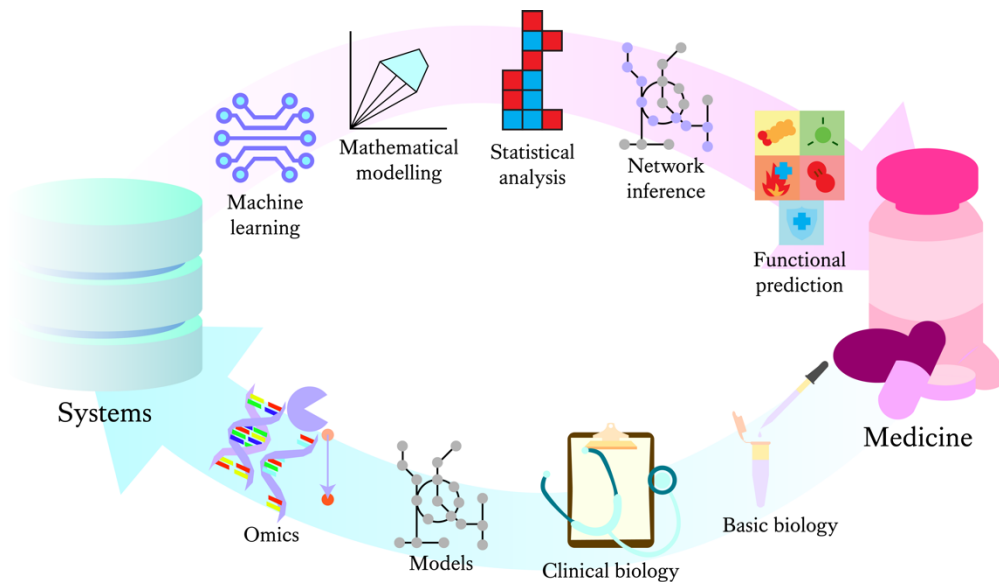 Machine
learning
Mathematical
modelling
Statistical
analysis
Network
inference
Functional
prediction
Systems
Medicine
Omics
Models
Clinical biology
Basic biology